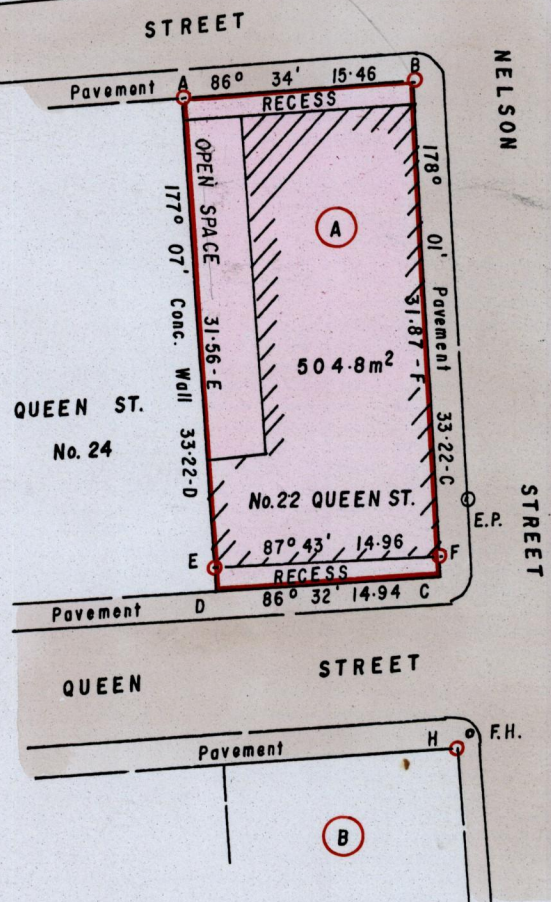 STREET
NELSON
STREET
Pavement
A
86° 34' 15·46
B
RECESS
OPEN SPACE
177° 07' Conc. Wall 33·22-D
31·56-E
A
178° 01' Pavement 33·22-C
31·87-F
504·8m²
QUEEN ST.
No. 24
No.22 QUEEN ST.
E.P.
87° 43' 14·96
E
F
RECESS
D
86° 32' 14·94
C
Pavement
QUEEN STREET
F.H.
H
Pavement
B